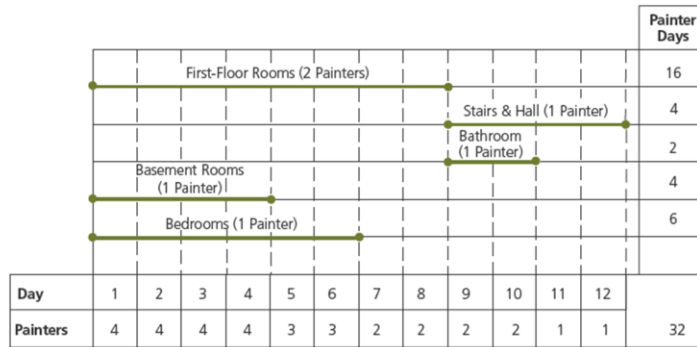 Painter
Days
First-Floor Rooms (2 Painters)
16
Stairs & Hall (1 Painter)
4
Bathroom
(1 Painter)
2
Basement Rooms
(1 Painter)
4
Bedrooms (1 Painter)
6
Day 1 2 3 4 5 6 7 8 9 10 11 12
Painters 4 4 4 4 3 3 2 2 2 2 1 1 32